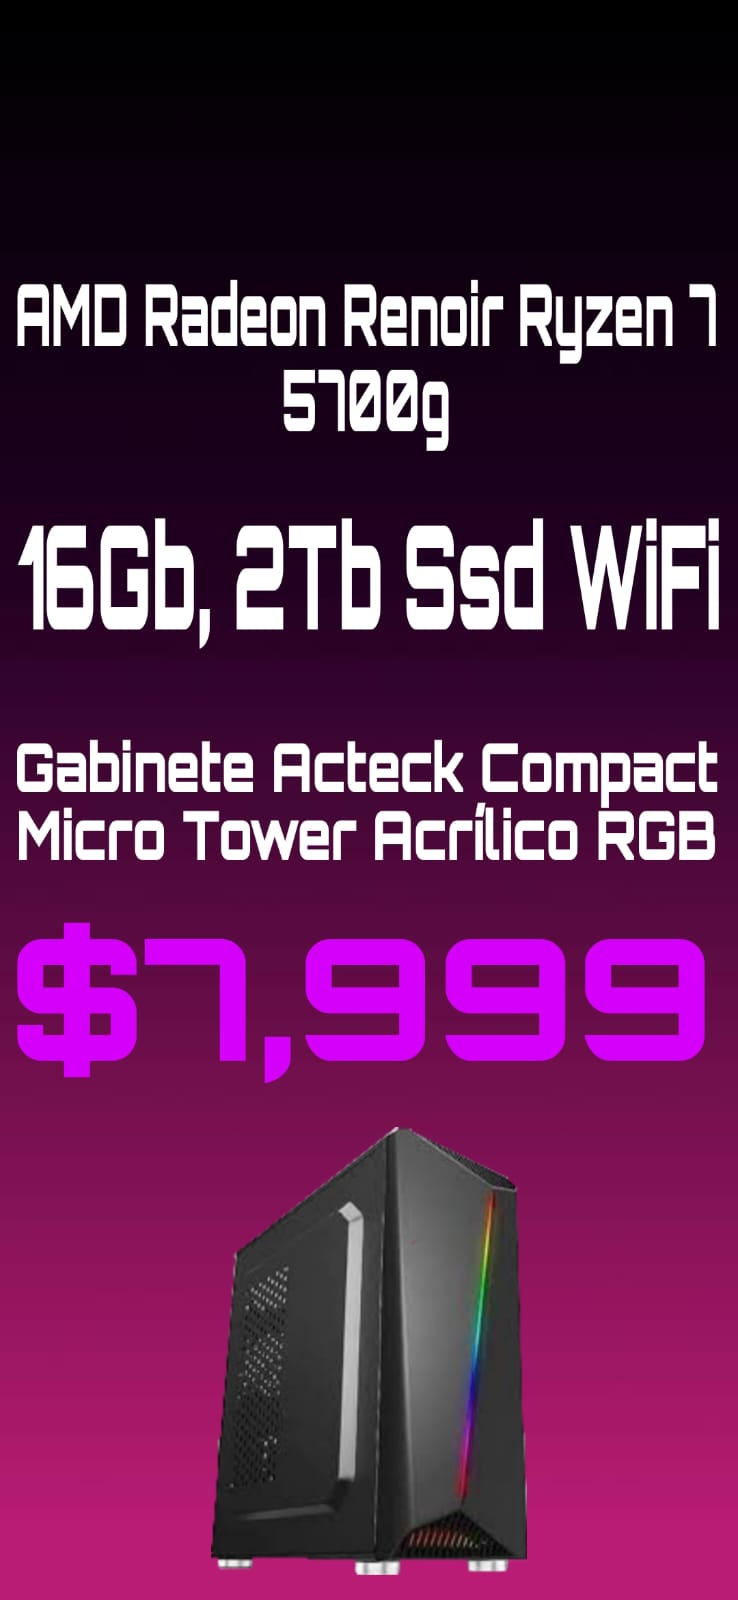 AMD Radeon Renoir Ryzen 7
5700g
16Gb, 2Tb Ssd WiFi
Gabinete Acteck Compact
Micro Tower Acrílico RGB
$7,999